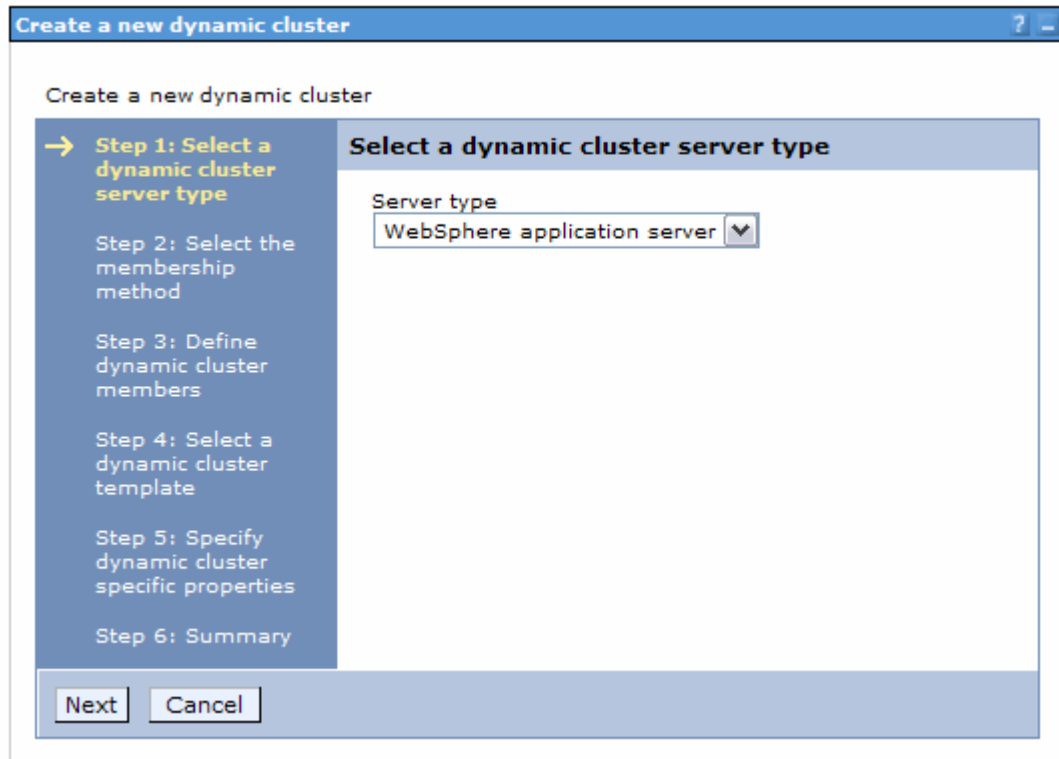 Create a new dynamic cluster ? –
Create a new dynamic cluster
→ Step 1: Select a
dynamic cluster
server type
Step 2: Select the
membership
method
Step 3: Define
dynamic cluster
members
Step 4: Select a
dynamic cluster
template
Step 5: Specify
dynamic cluster
specific properties
Step 6: Summary
Select a dynamic cluster server type
Server type
WebSphere application server
Next Cancel